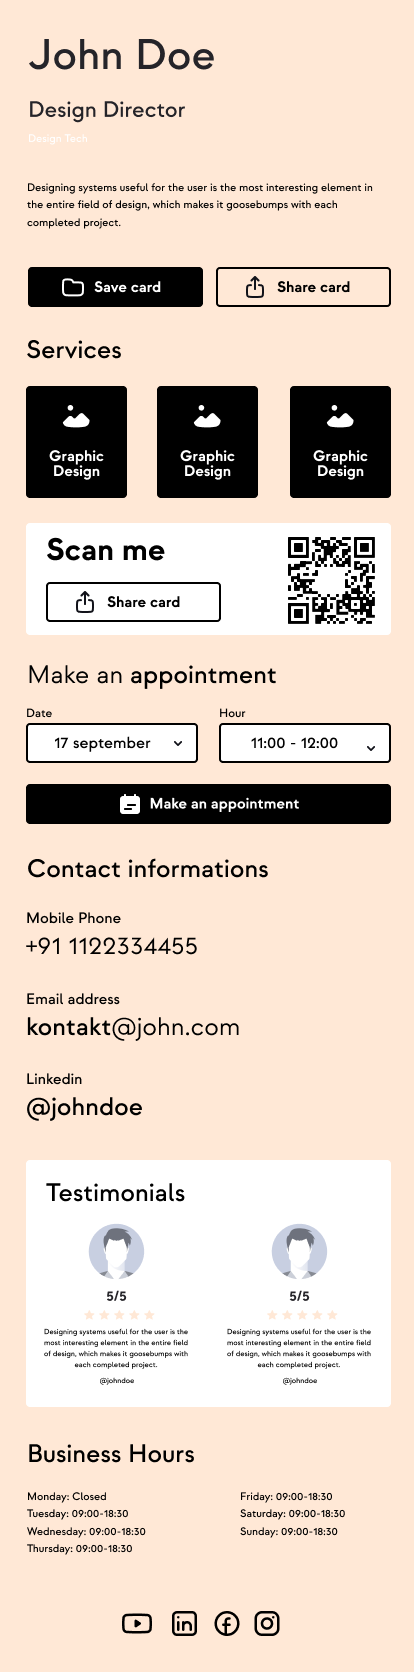 John Doe
Design Director
Design Tech
Designing systems useful for the user is the most interesting element in
the entire field of design, which makes it goosebumps with each
completed project.
Save card
Share card
Services
Graphic
Design
Graphic
Design
Graphic
Design
Scan me
Share card
Make an appointment
Date
17 september
Hour
11:00 - 12:00
Make an appointment
Contact informations
Mobile Phone
+91 1122334455
Email address
kontakt@john.com
Linkedin
@johndoe
Testimonials
5/5
Designing systems useful for the user is the
most interesting element in the entire field
of design, which makes it goosebumps with
each completed project.
@johndoe
5/5
Designing systems useful for the user is the
most interesting element in the entire field
of design, which makes it goosebumps with
each completed project.
@johndoe
Business Hours
Monday: Closed
Tuesday: 09:00-18:30
Wednesday: 09:00-18:30
Thursday: 09:00-18:30
Friday: 09:00-18:30
Saturday: 09:00-18:30
Sunday: 09:00-18:30